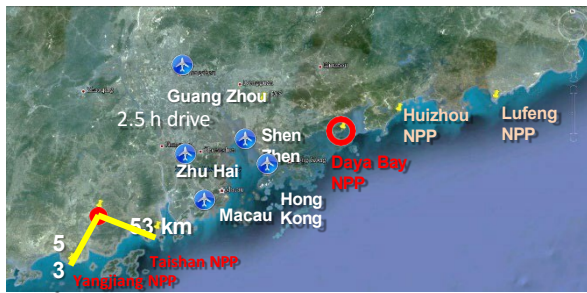 Guang Zhou
2.5 h drive
Shen
Zhen
Zhu Hai
Macau
Hong
Kong
Daya Bay
NPP
Huizhou
NPP
Lufeng
NPP
53 km
5
3
Taishan NPP
Yangjiang NPP